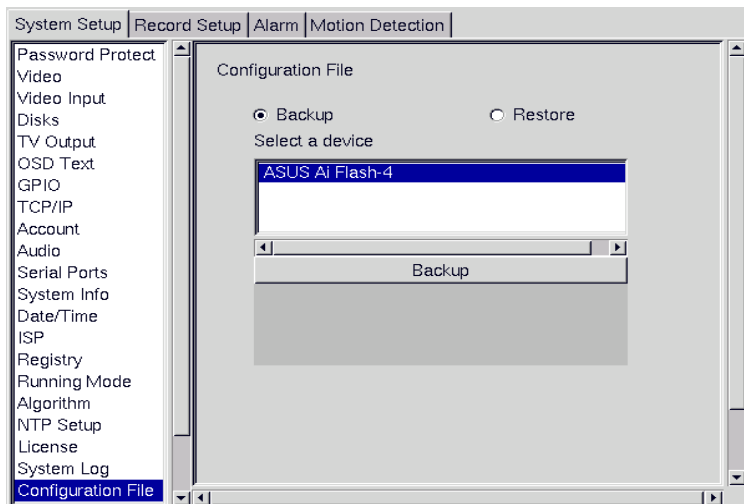 System Setup Record Setup Alarm Motion Detection
Password Protect
Video
Video Input
Disks
TV Output
OSD Text
GPIO
TCP/IP
Account
Audio
Serial Ports
System Info
Date/Time
ISP
Registry
Running Mode
Algorithm
NTP Setup
License
System Log
Configuration File
Configuration File
Backup Restore
Select a device
ASUS Ai Flash-4
Backup